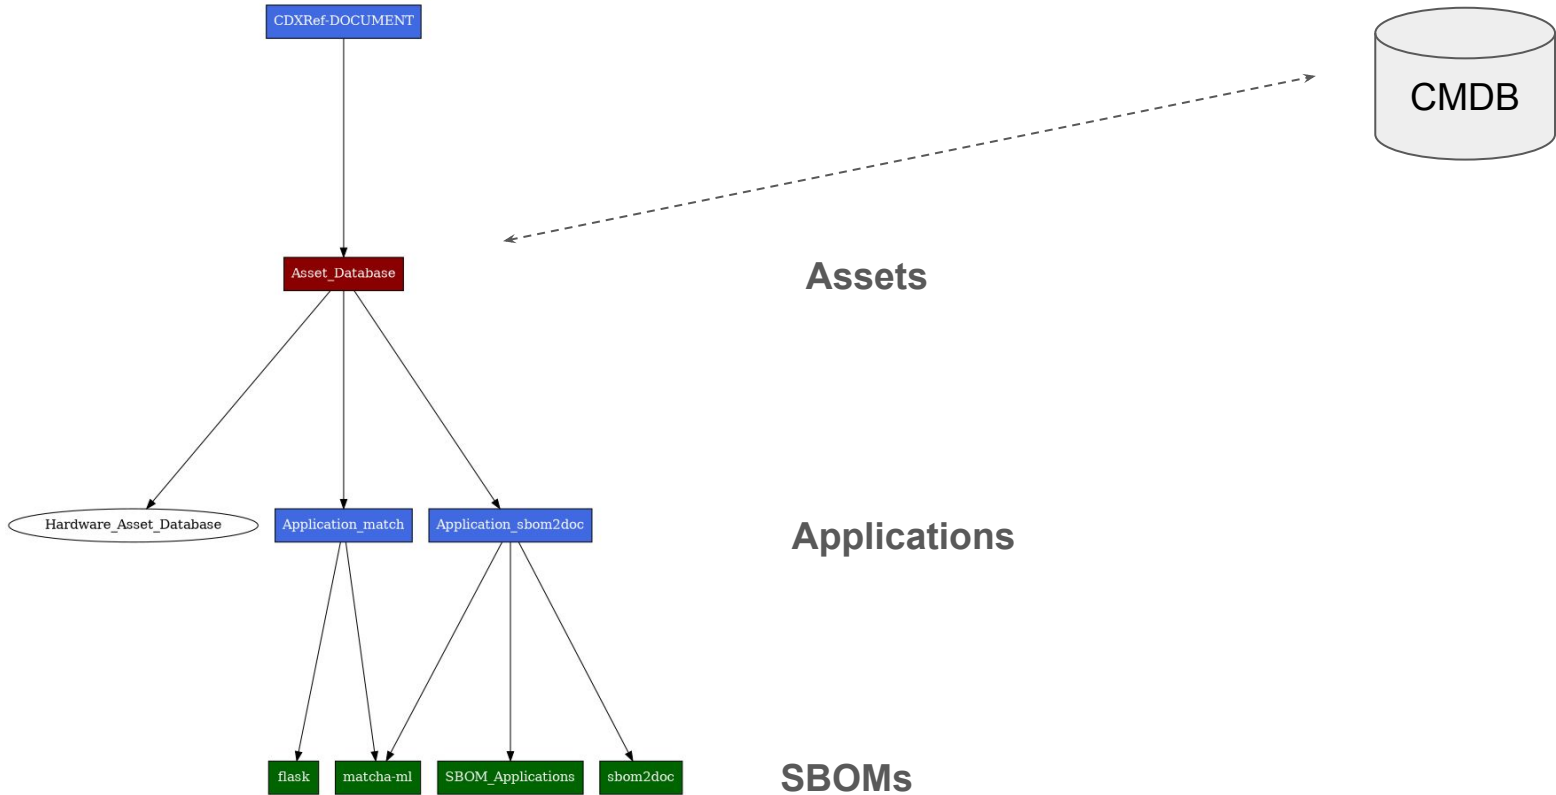 CDXRef-DOCUMENT
CMDB
Asset_Database
Assets
Hardware_Asset_Database
Application_match
Application_sbom2doc
Applications
flask
matcha-ml
SBOM_Applications
sbom2doc
SBOMs